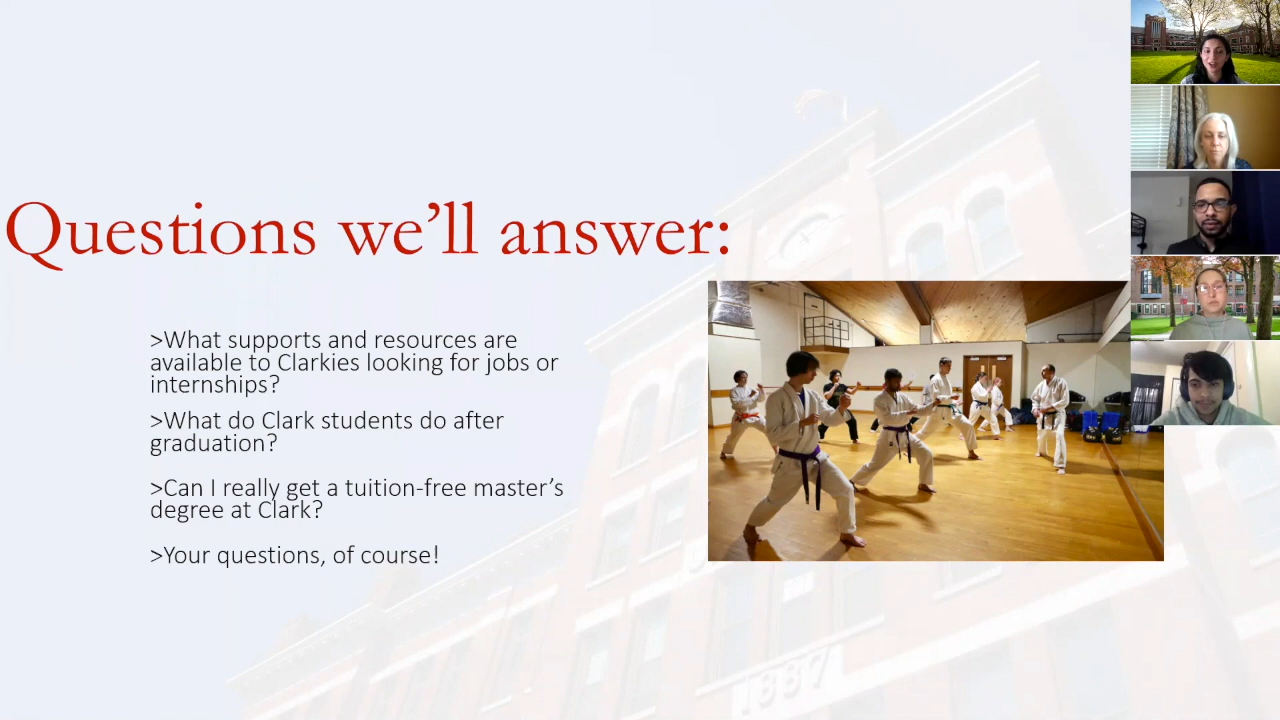 Questions we’ll answer:
>What supports and resources are
available to Clarkies looking for jobs or
internships?
>What do Clark students do after
graduation?
>Can I really get a tuition-free master’s
degree at Clark?
>Your questions, of course!
1887